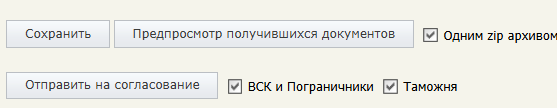 Сохранить Предпросмотр получившихся документов Одним zip архивом
Отправить на согласование ВСК и Пограничники Таможня